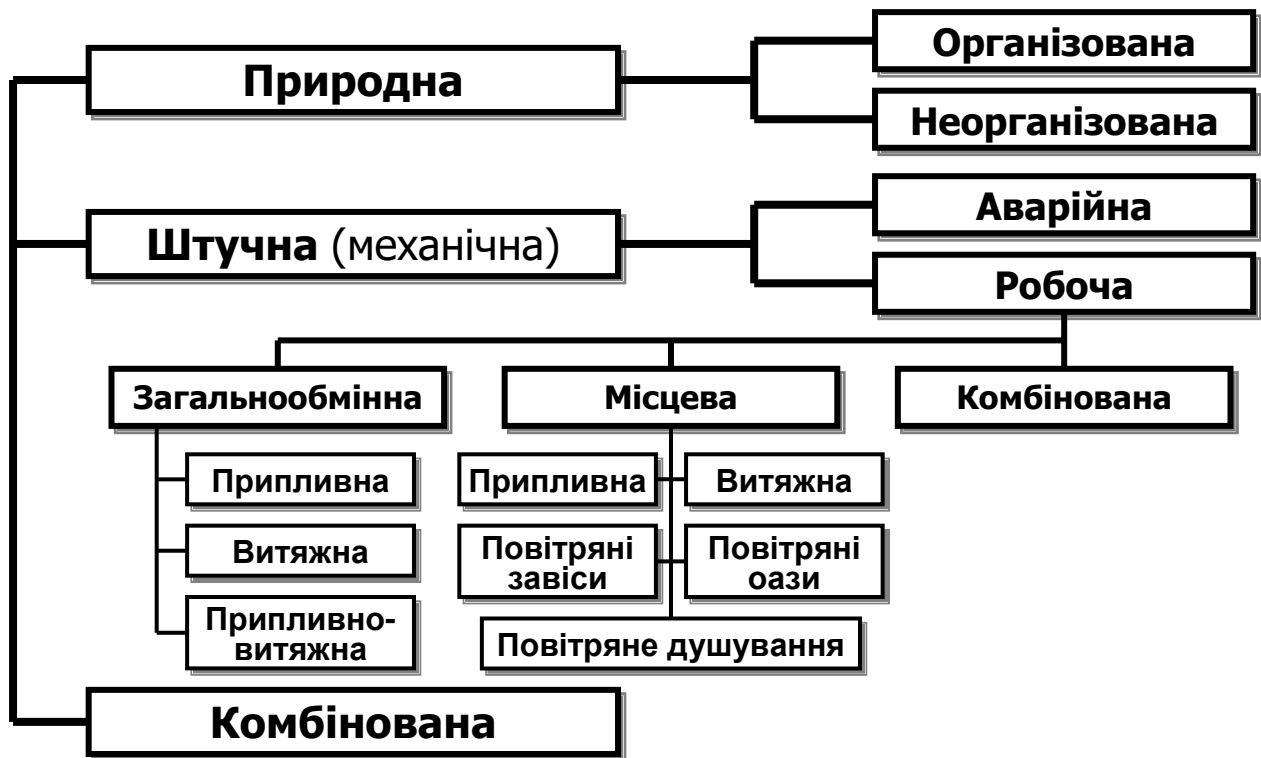 Природна
Організована
Неорганізована
Штучна (механічна)
Аварійна
Робоча
Загальнообмінна
Місцева
Комбінована
Припливна
Витяжна
Припливно-
витяжна
Припливна
Витяжна
Повітряні
завіси
Повітряні
оази
Повітряне душування
Комбінована